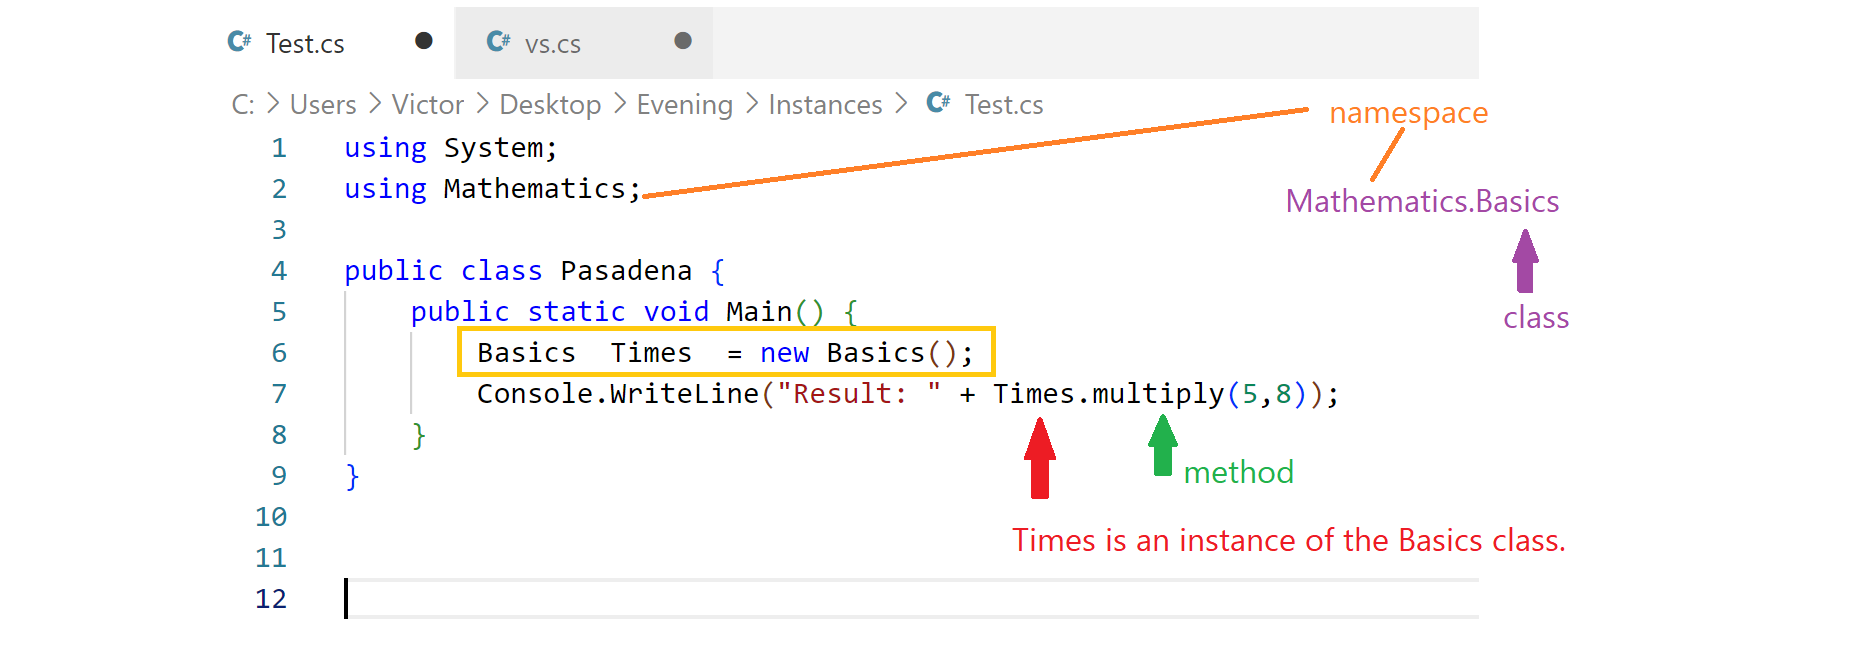 C# Test.cs ● C# vs.cs ●
C: > Users > Victor > Desktop > Evening > Instances > C# Test.cs
namespace
1 using System;
2 using Mathematics;
Mathematics.Basics
3
4 public class Pasadena {
5 public static void Main() {
class
6 Basics  Times  = new Basics();
7 Console.WriteLine("Result: " + Times.multiply(5,8));
8 }
method
9 }
10
Times is an instance of the Basics class.
11
12